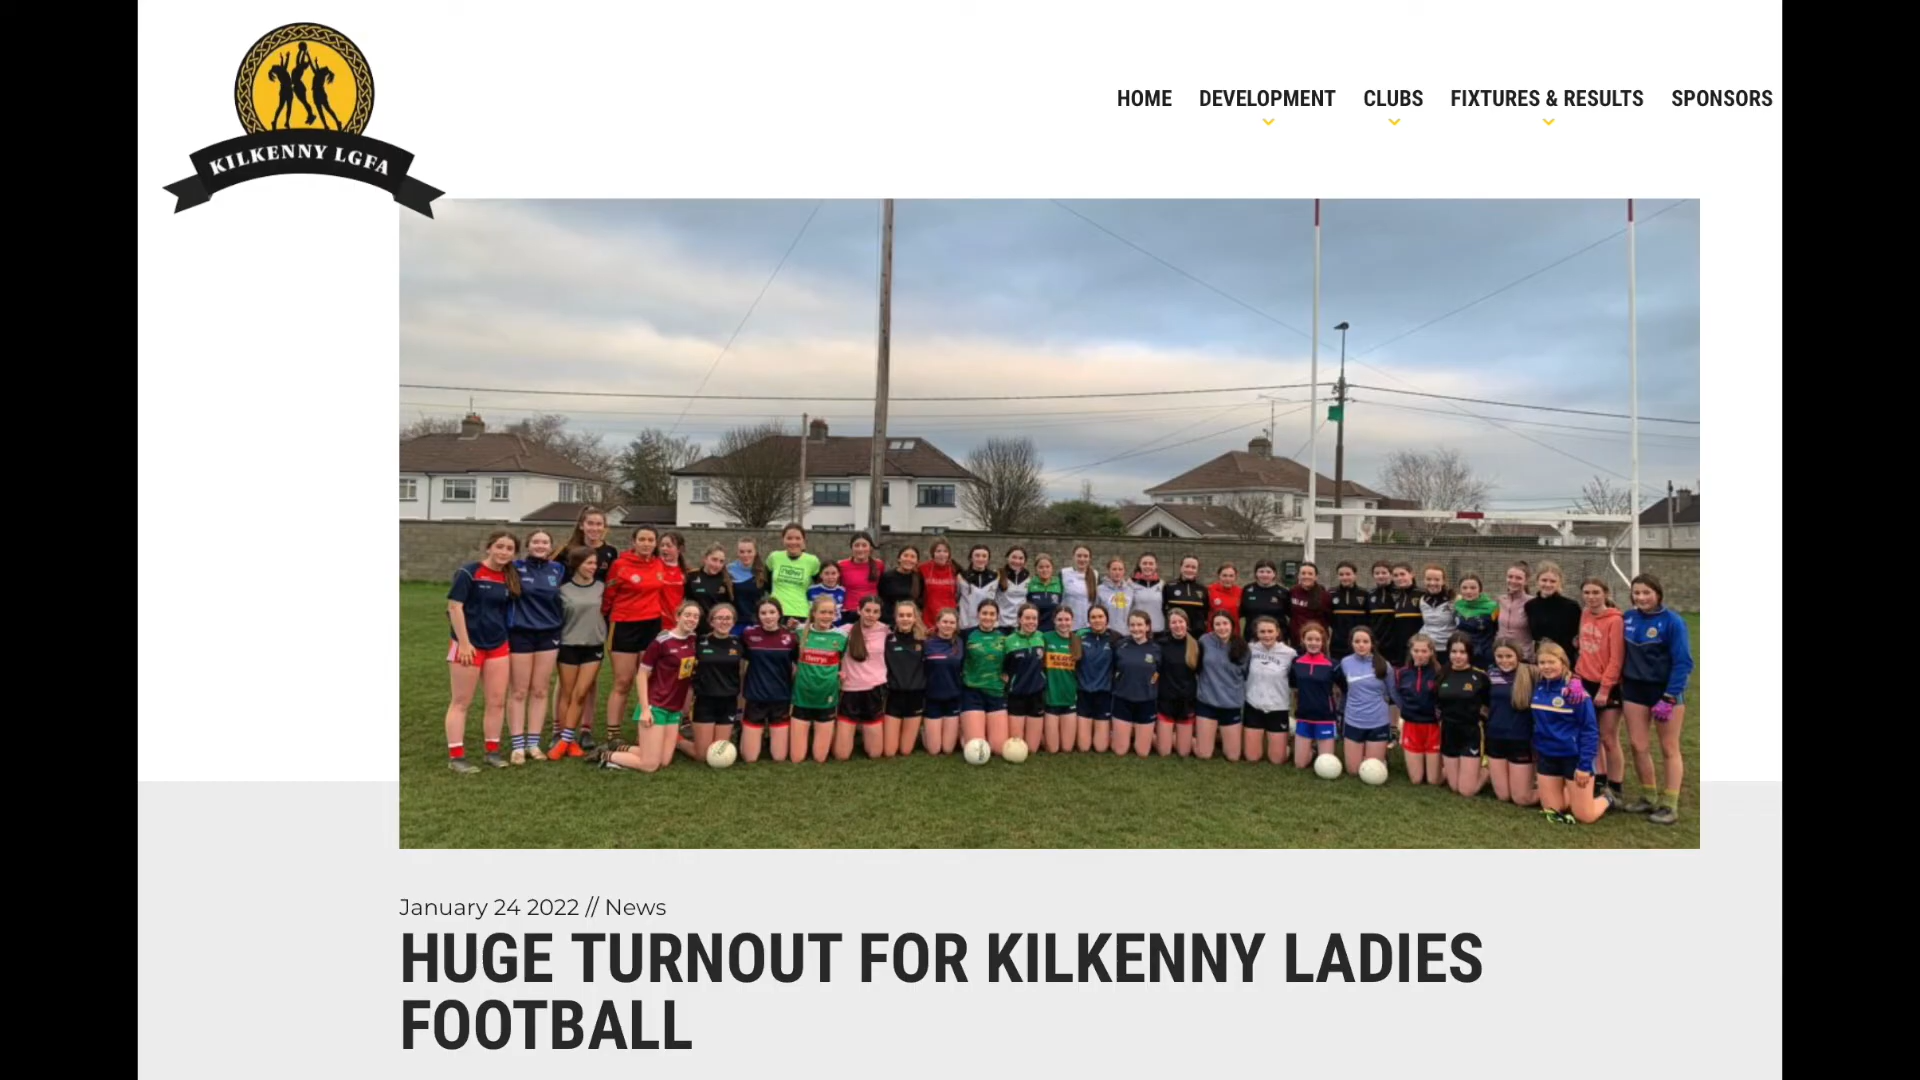 KILKENNY LGFA
HOME DEVELOPMENT CLUBS FIXTURES & RESULTS SPONSORS
January 24 2022 // News
HUGE TURNOUT FOR KILKENNY LADIES
FOOTBALL